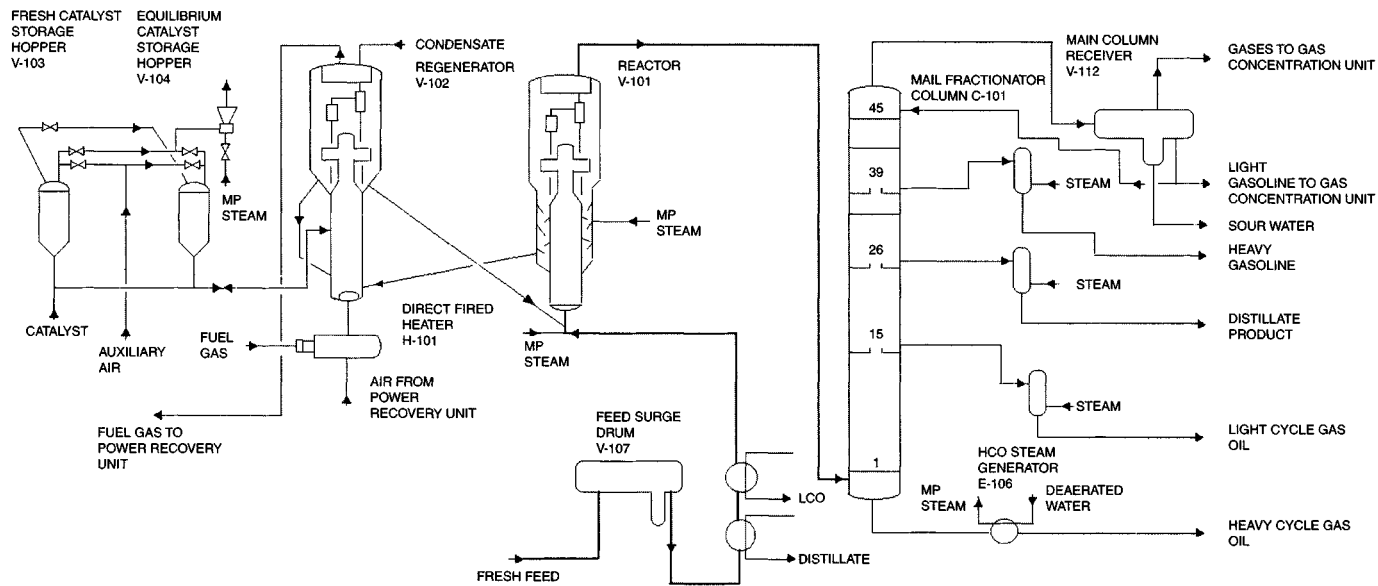 FRESH CATALYST
STORAGE
HOPPER
V-103
EQUILIBRIUM
CATALYST
STORAGE
HOPPER
V-104
CONDENSATE
REGENERATOR
V-102
REACTOR
V-101
MAIN COLUMN
RECEIVER
V-112
GASES TO GAS
CONCENTRATION UNIT
MAIL FRACTIONATOR
COLUMN C-101
45
39
26
15
1
MP
STEAM
MP
STEAM
STEAM
LIGHT
GASOLINE TO GAS
CONCENTRATION UNIT
SOUR WATER
HEAVY
GASOLINE
STEAM
DISTILLATE
PRODUCT
CATALYST
AUXILIARY
AIR
FUEL
GAS
DIRECT FIRED
HEATER
H-101
MP
STEAM
AIR FROM
POWER
RECOVERY UNIT
FUEL GAS TO
POWER RECOVERY
UNIT
FEED SURGE
DRUM
V-107
STEAM
LIGHT CYCLE GAS
OIL
HCO STEAM
GENERATOR
E-106
MP
STEAM
DEAERATED
WATER
LCO
HEAVY CYCLE GAS
OIL
DISTILLATE
FRESH FEED